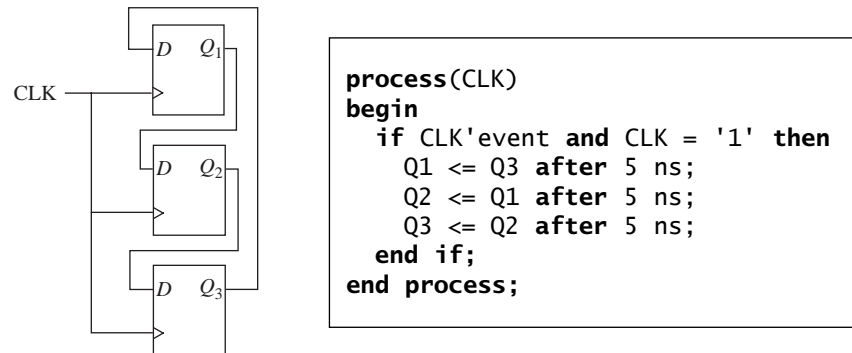 D Q1
CLK
D Q2
D Q3
process(CLK)
begin
if CLK'event and CLK = '1' then
Q1 <= Q3 after 5 ns;
Q2 <= Q1 after 5 ns;
Q3 <= Q2 after 5 ns;
end if;
end process;